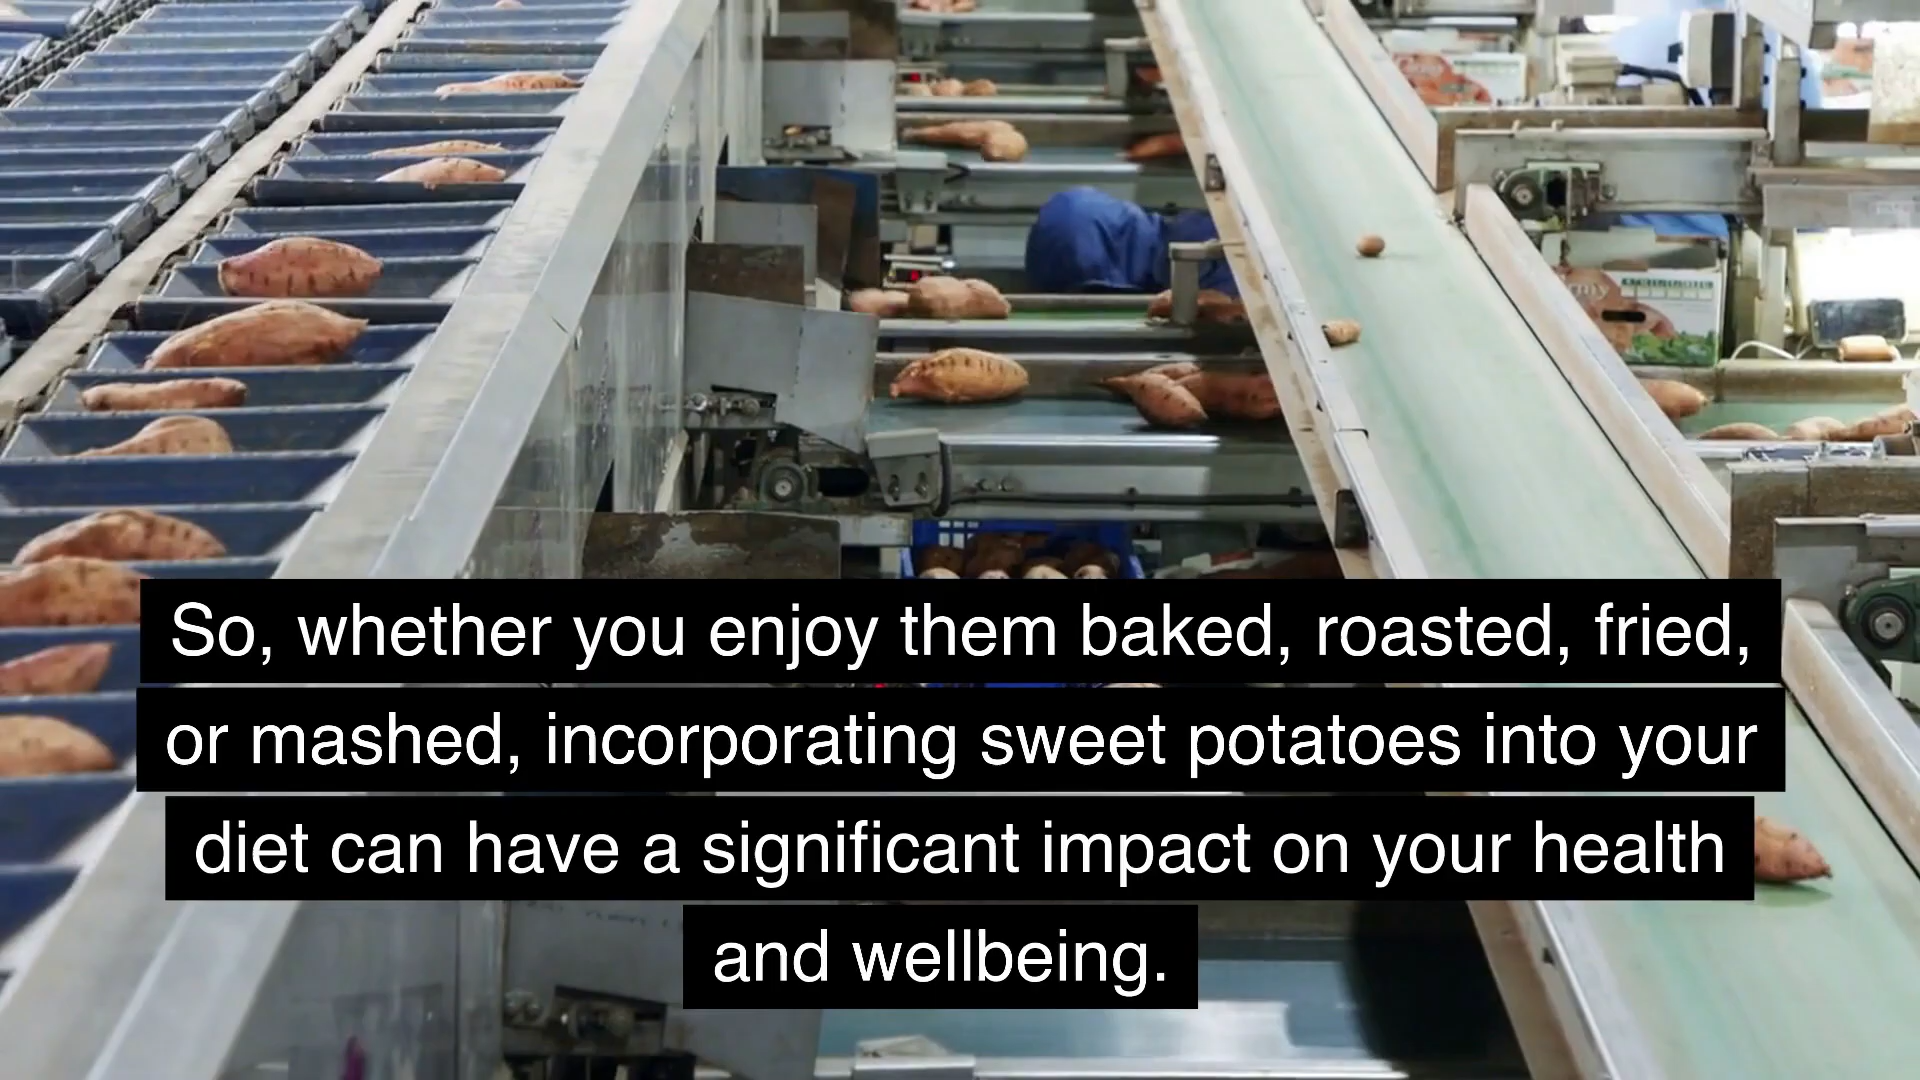 So, whether you enjoy them baked, roasted, fried,
or mashed, incorporating sweet potatoes into your
diet can have a significant impact on your health
and wellbeing.